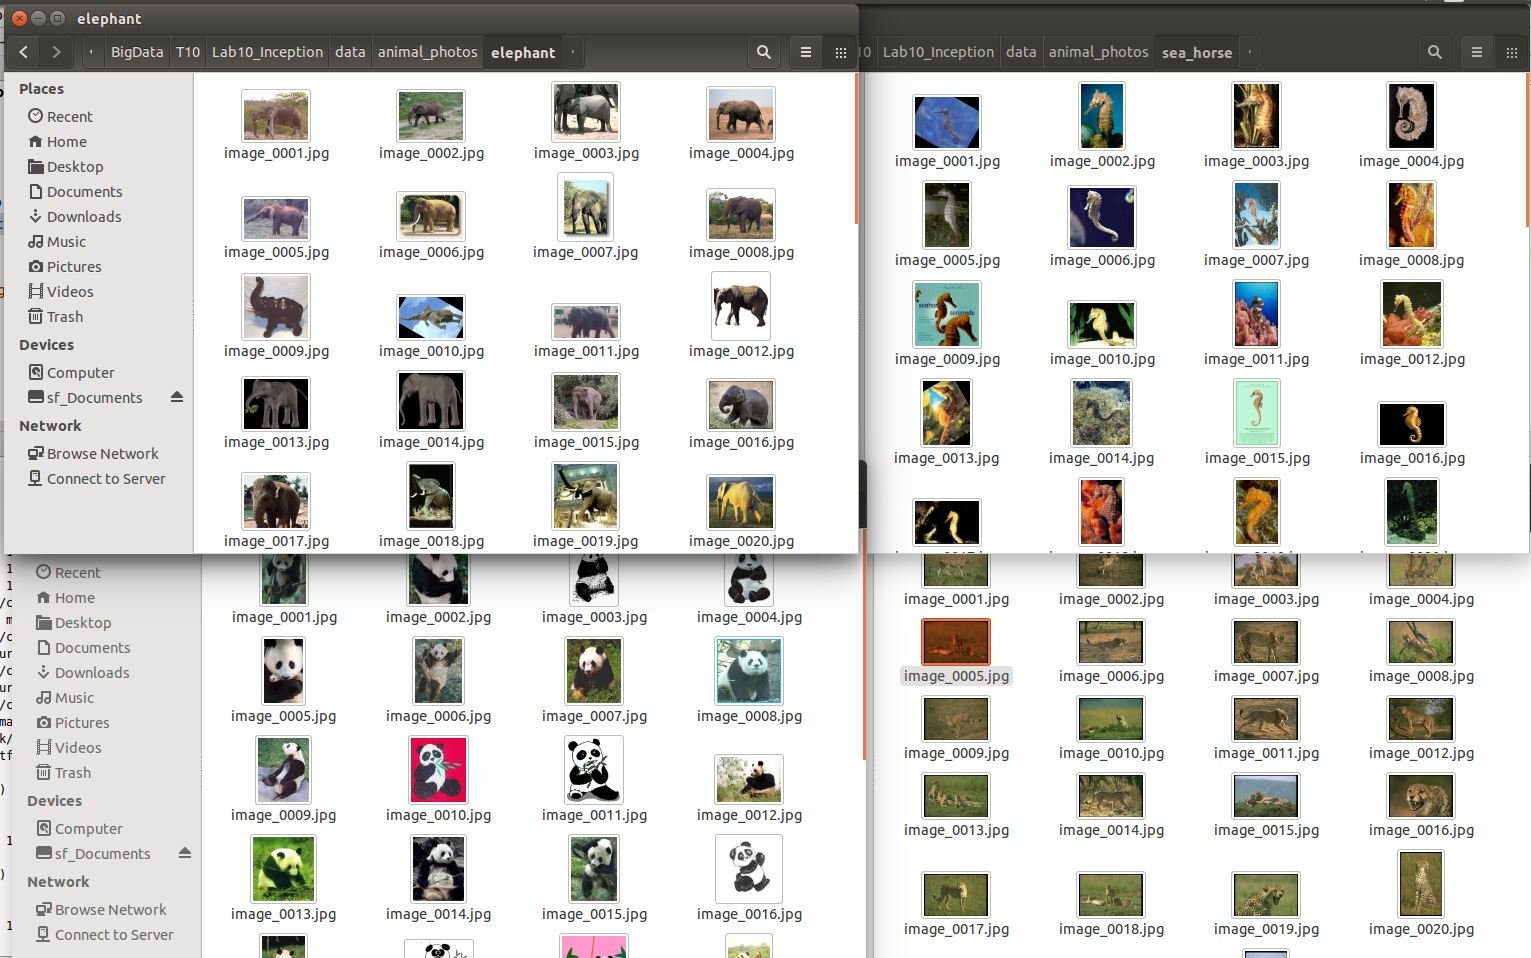 elephant
BigData T10 Lab10_Inception data animal_photos elephant
Places
Recent
Home
Desktop
Documents
Downloads
Music
Pictures
Videos
Trash
Devices
Computer
sf_Documents
Network
Browse Network
Connect to Server
image_0001.jpg image_0002.jpg image_0003.jpg image_0004.jpg
image_0005.jpg image_0006.jpg image_0007.jpg image_0008.jpg
image_0009.jpg image_0010.jpg image_0011.jpg image_0012.jpg
image_0013.jpg image_0014.jpg image_0015.jpg image_0016.jpg
image_0017.jpg image_0018.jpg image_0019.jpg image_0020.jpg
10 Lab10_Inception data animal_photos sea_horse
image_0001.jpg image_0002.jpg image_0003.jpg image_0004.jpg
image_0005.jpg image_0006.jpg image_0007.jpg image_0008.jpg
image_0009.jpg image_0010.jpg image_0011.jpg image_0012.jpg
image_0013.jpg image_0014.jpg image_0015.jpg image_0016.jpg
Recent
Home
Desktop
Documents
Downloads
Music
Pictures
Videos
Trash
Devices
Computer
sf_Documents
Network
Browse Network
Connect to Server
image_0001.jpg image_0002.jpg image_0003.jpg image_0004.jpg
image_0005.jpg image_0006.jpg image_0007.jpg image_0008.jpg
image_0009.jpg image_0010.jpg image_0011.jpg image_0012.jpg
image_0013.jpg image_0014.jpg image_0015.jpg image_0016.jpg
image_0001.jpg image_0002.jpg image_0003.jpg image_0004.jpg
image_0005.jpg image_0006.jpg image_0007.jpg image_0008.jpg
image_0009.jpg image_0010.jpg image_0011.jpg image_0012.jpg
image_0013.jpg image_0014.jpg image_0015.jpg image_0016.jpg
image_0017.jpg image_0018.jpg image_0019.jpg image_0020.jpg